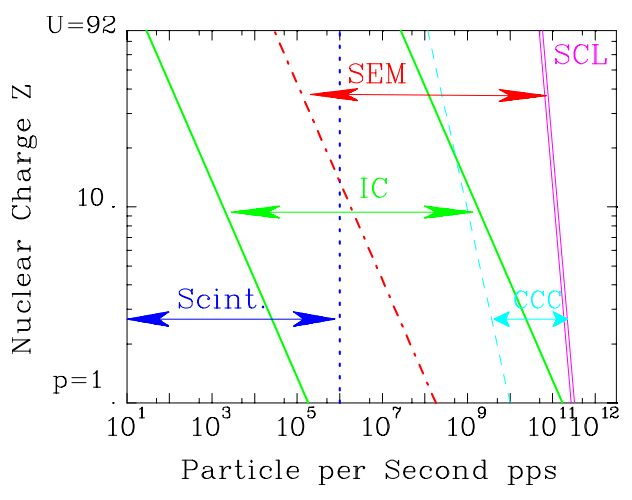 U=92
SCL
SEM
Nuclear Charge Z
10
IC
Scint.
CCC
p=1
10^1 10^3 10^5 10^7 10^9 10^11 10^12
Particle per Second pps